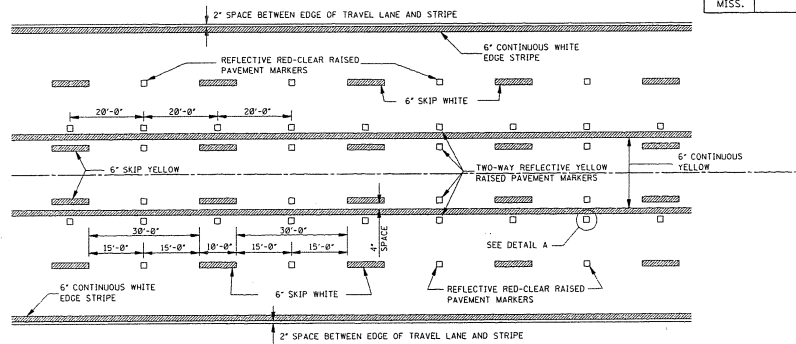 MISS.
2" SPACE BETWEEN EDGE OF TRAVEL LANE AND STRIPE
6" CONTINUOUS WHITE
EDGE STRIPE
REFLECTIVE RED-CLEAR RAISED
PAVEMENT MARKERS
6" SKIP WHITE
20'-0" 20'-0" 20'-0"
6" SKIP YELLOW
TWO-WAY REFLECTIVE YELLOW
RAISED PAVEMENT MARKERS
6" CONTINUOUS
YELLOW
30'-0" 30'-0"
15'-0" 15'-0" 10'-0" 15'-0" 15'-0"
4"
SPACE
SEE DETAIL A
6" CONTINUOUS WHITE
EDGE STRIPE
6" SKIP WHITE
REFLECTIVE RED-CLEAR RAISED
PAVEMENT MARKERS
2" SPACE BETWEEN EDGE OF TRAVEL LANE AND STRIPE